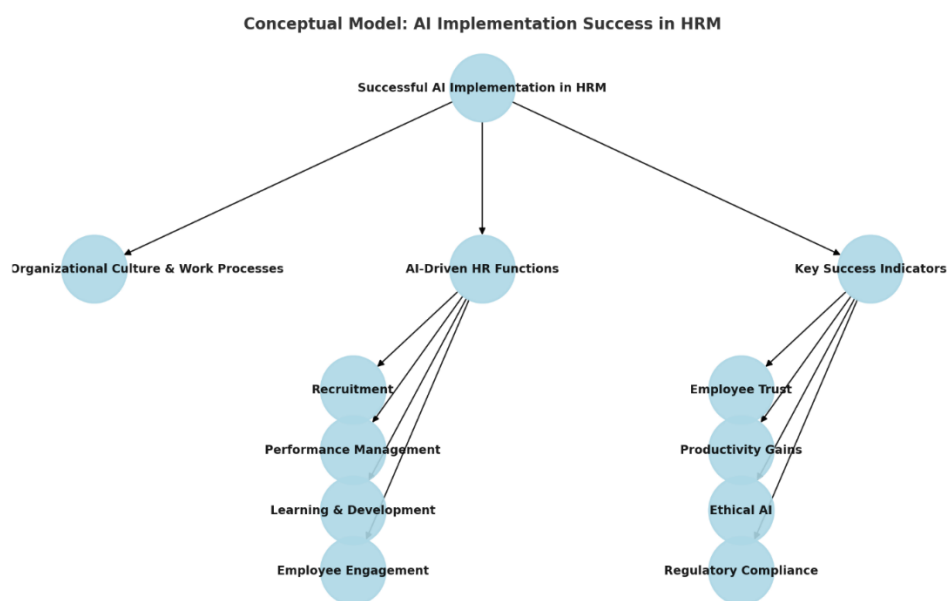 Conceptual Model: AI Implementation Success in HRM
Successful AI Implementation in HRM
Organizational Culture & Work Processes
AI-Driven HR Functions
Key Success Indicators
Recruitment
Employee Trust
Performance Management
Productivity Gains
Learning & Development
Ethical AI
Employee Engagement
Regulatory Compliance